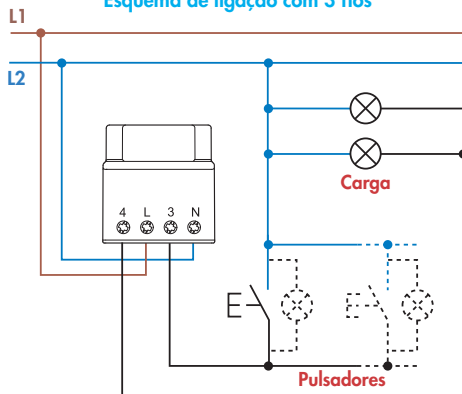 Esquema de ligação com 3 fios
L1
L2
Carga
4 L 3 N
Pulsadores